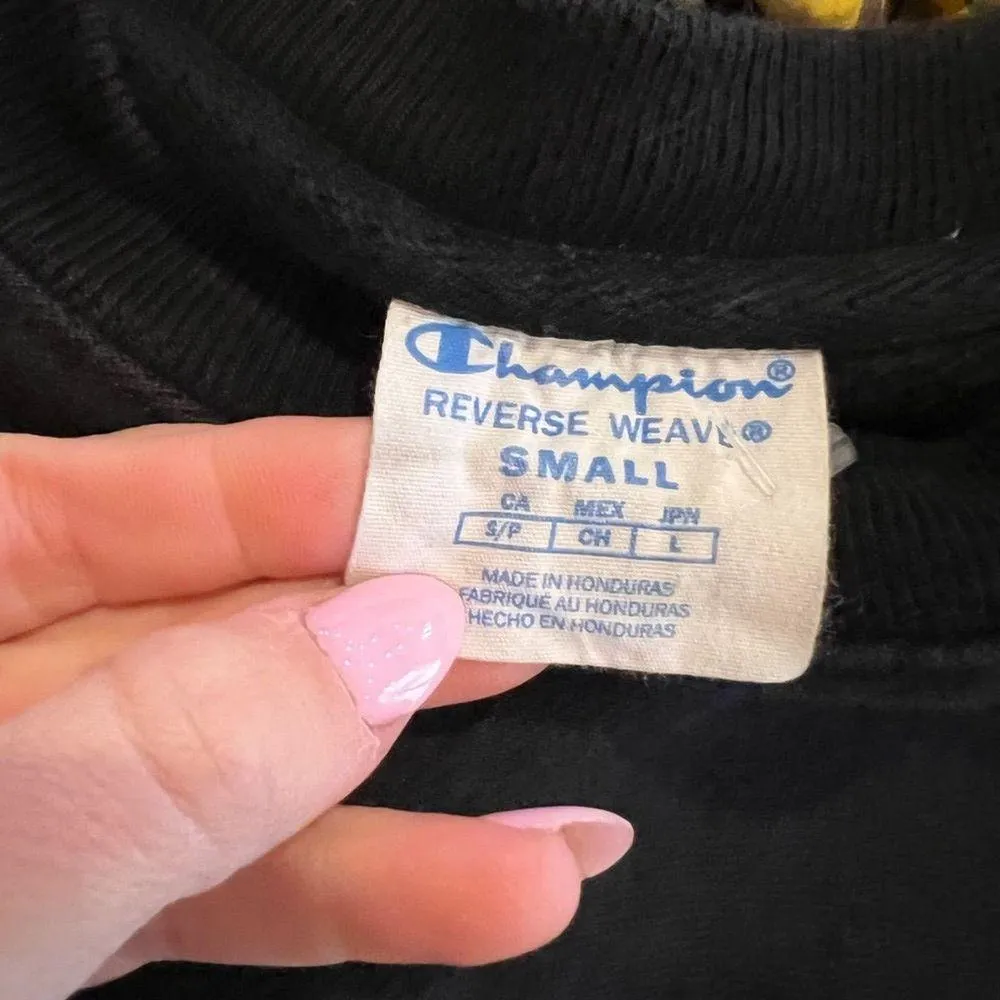 Champion®
REVERSE WEAVE®
SMALL
CA MEX JPN
S/P CH L
MADE IN HONDURAS
FABRIQUÉ AU HONDURAS
HECHO EN HONDURAS